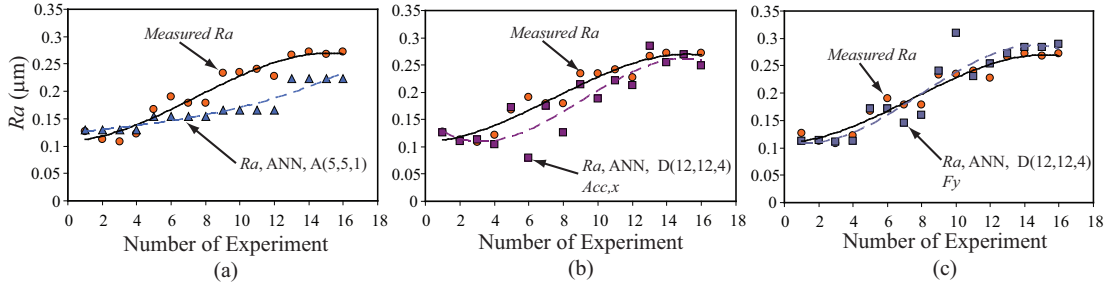 0.35
0.3
0.25
0.2
0.15
0.1
0.05
0
Ra (μm)
Measured Ra
Ra, ANN, A(5,5,1)
0 2 4 6 8 10 12 14 16 18
Number of Experiment
(a)
0.35
0.3
0.25
0.2
0.15
0.1
0.05
0
Measured Ra
Ra, ANN, D(12,12,4)
Acc,x
0 2 4 6 8 10 12 14 16 18
Number of Experiment
(b)
0.35
0.3
0.25
0.2
0.15
0.1
0.05
0
Measured Ra
Ra, ANN, D(12,12,4)
Fy
0 2 4 6 8 10 12 14 16 18
Number of Experiment
(c)